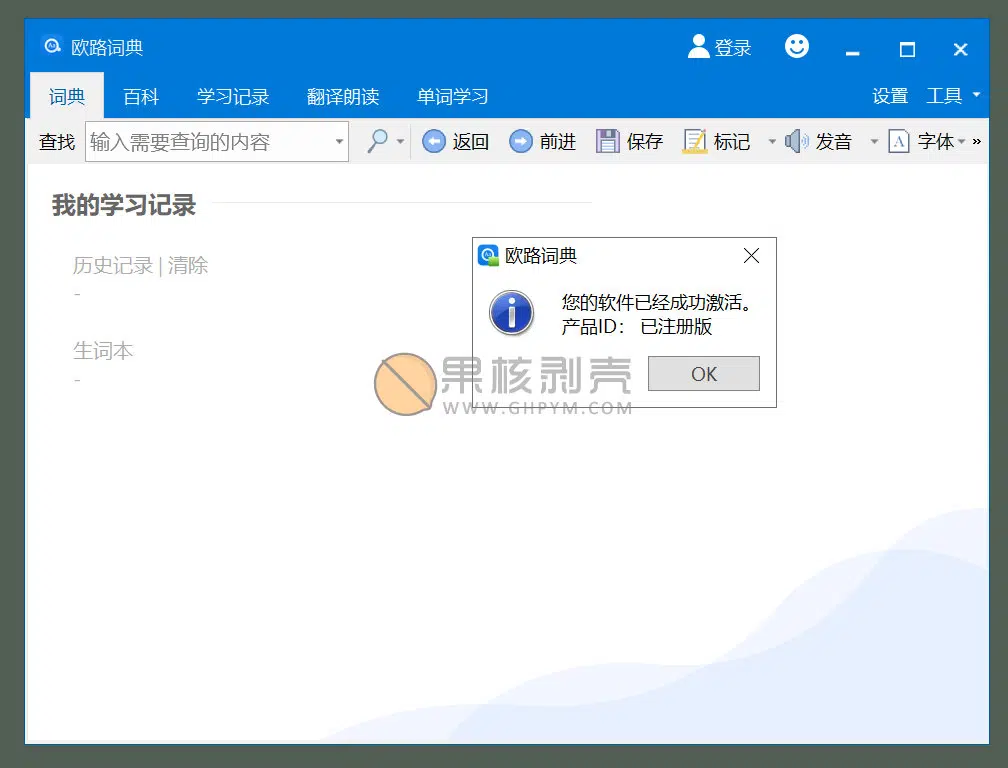 欧路词典
登录
词典 百科 学习记录 翻译朗读 单词学习 设置 工具
查找 输入需要查询的内容 返回 前进 保存 标记 发音 A 字体 »
我的学习记录
历史记录 | 清除
-
生词本
-
欧路词典
您的软件已经成功激活。
产品ID： 已注册版
OK
果核剥壳
WWW.GHPYM.COM